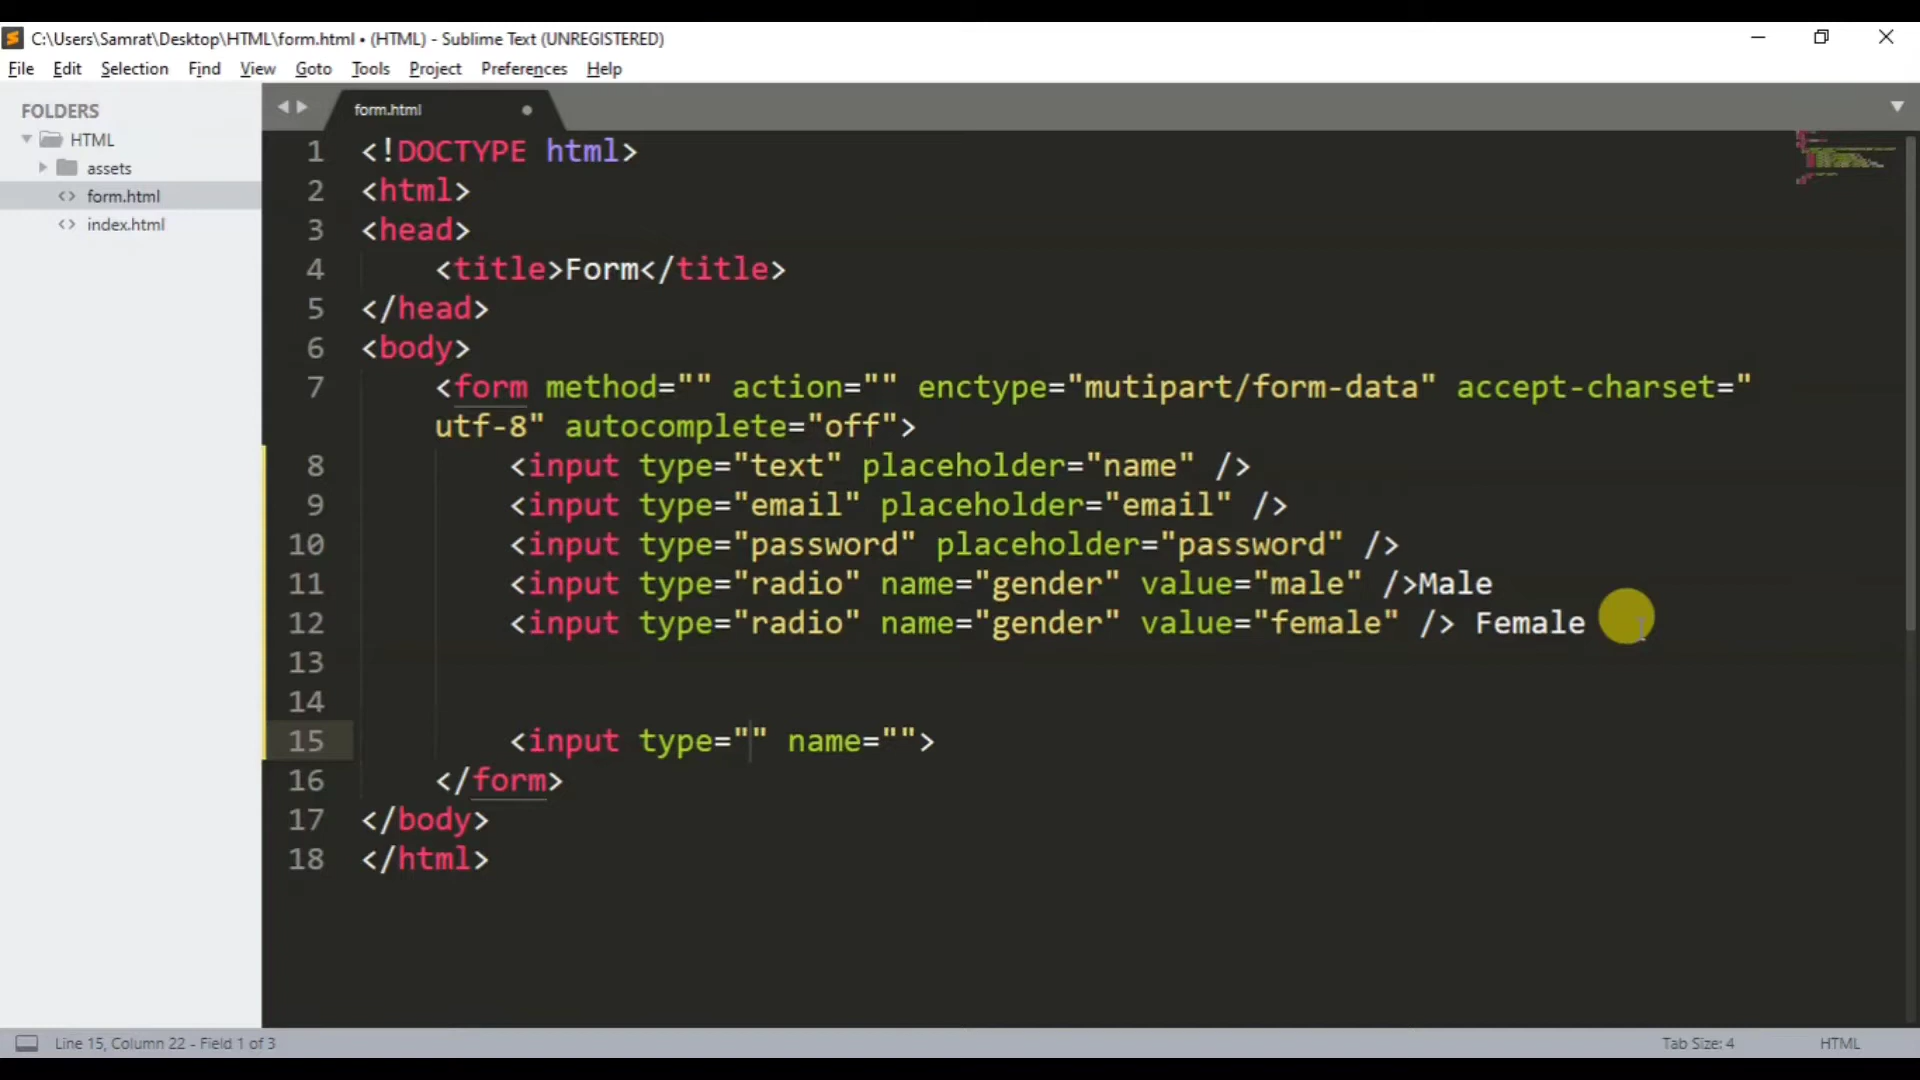 C:\Users\Samrat\Desktop\HTML\form.html • (HTML) - Sublime Text (UNREGISTERED)
File Edit Selection Find View Goto Tools Project Preferences Help
FOLDERS
HTML
assets
form.html
index.html
form.html
1 <!DOCTYPE html>
2 <html>
3 <head>
4 <title>Form</title>
5 </head>
6 <body>
7 <form method="" action="" enctype="mutipart/form-data" accept-charset="
utf-8" autocomplete="off">
8 <input type="text" placeholder="name" />
9 <input type="email" placeholder="email" />
10 <input type="password" placeholder="password" />
11 <input type="radio" name="gender" value="male" />Male
12 <input type="radio" name="gender" value="female" /> Female
13
14
15 <input type="" name="">
16 </form>
17 </body>
18 </html>
Line 15, Column 22 - Field 1 of 3
Tab Size: 4
HTML